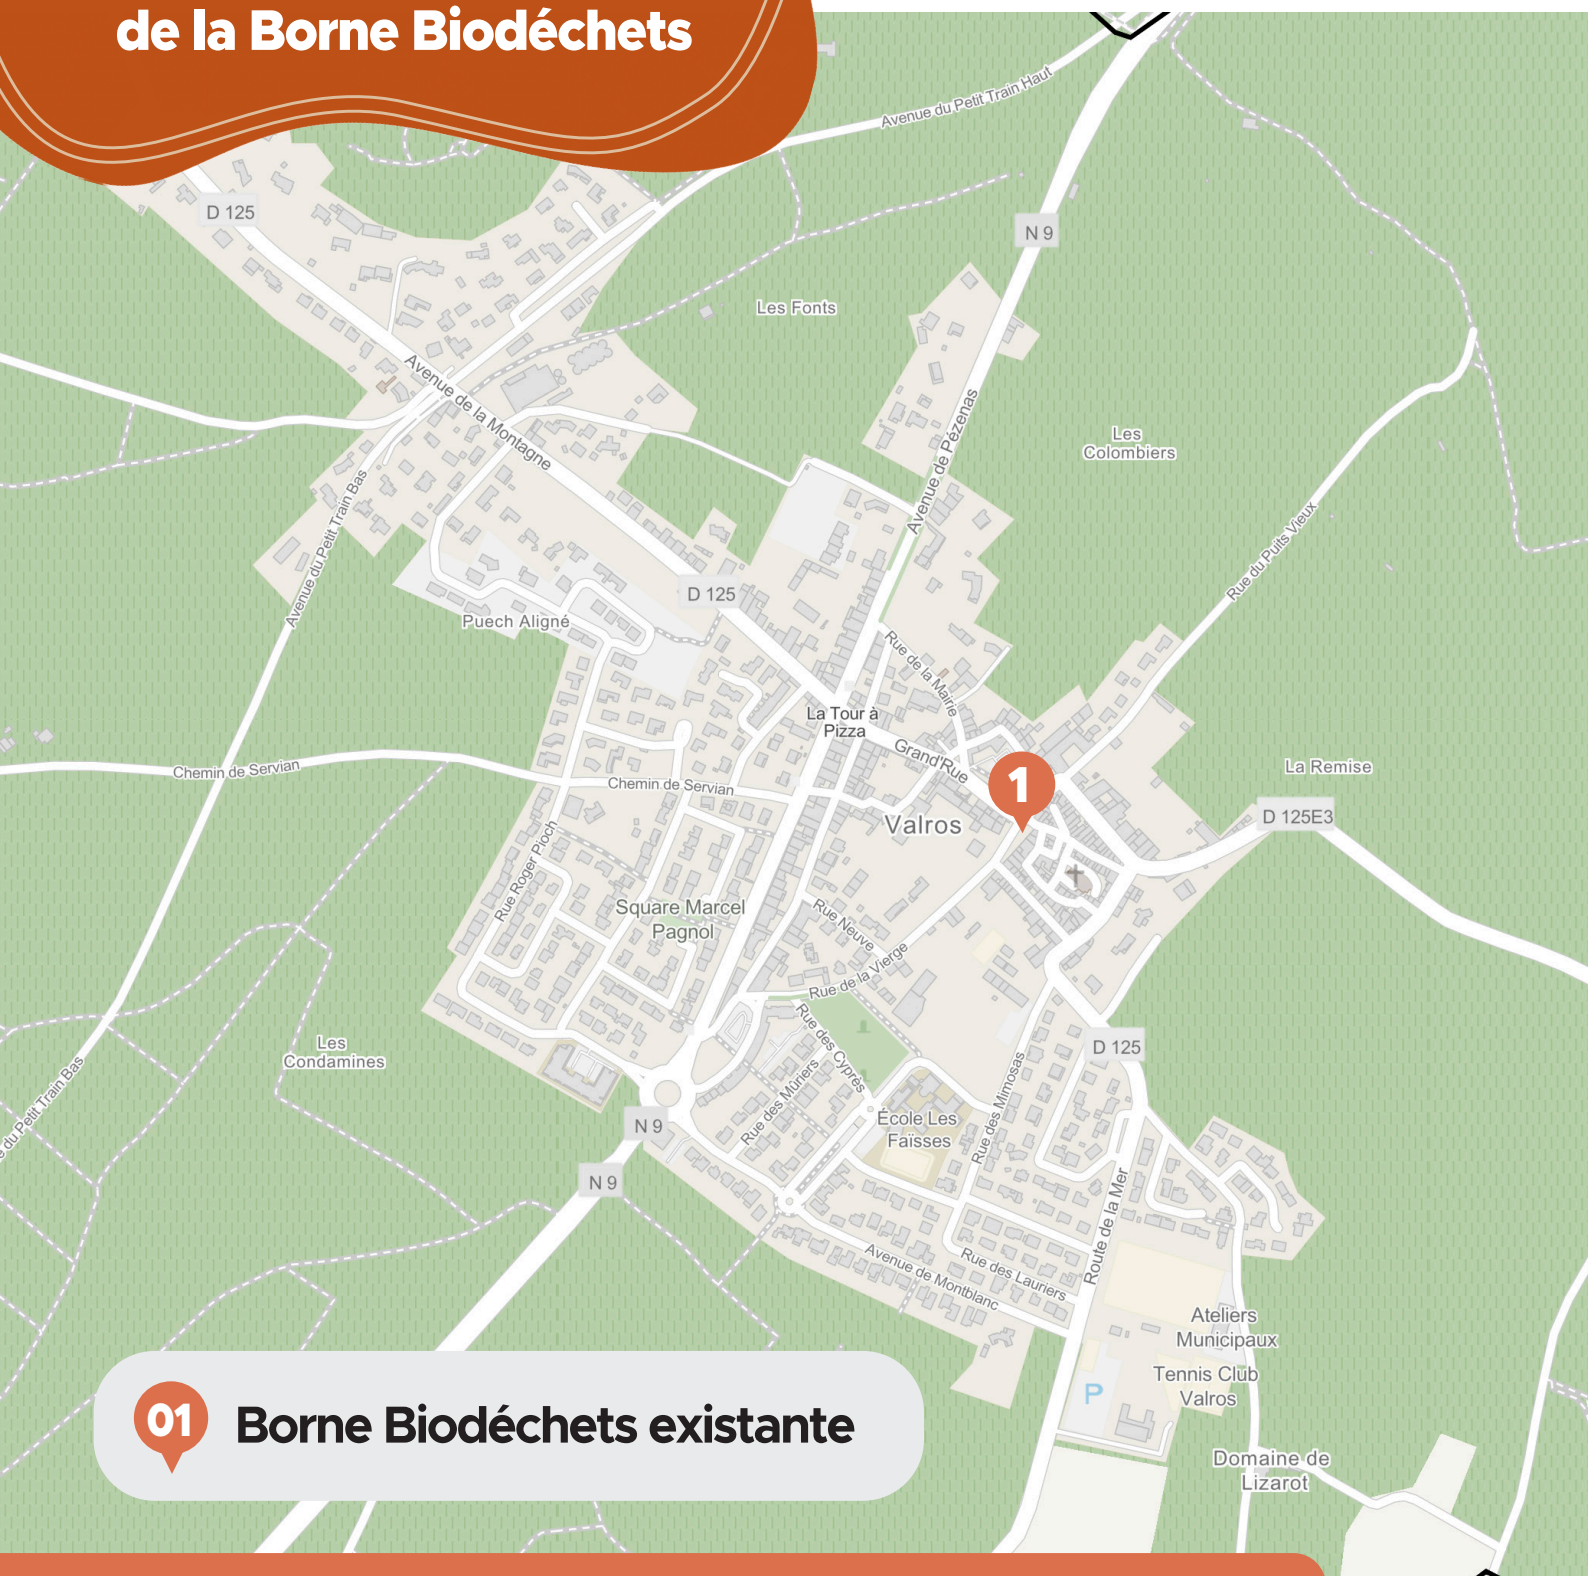 de la Borne Biodéchets
Avenue du Petit Train Haut
D 125
N 9
Les Fonts
Avenue de la Montagne
Avenue de Pézenas
Les
Colombiers
Avenue du Petit Train Bas
Rue du Puits Vieux
D 125
Puech Aligné
Rue de la Mairie
La Tour à
Pizza
Grand'Rue
Chemin de Servian
Chemin de Servian
1
La Remise
D 125E3
Valros
Rue Roger Pioch
Square Marcel
Pagnol
Rue Neuve
Rue de la Vierge
Les
Condamines
Rue des Cyprès
D 125
Rue des Mûriers
Rue des Mimosas
du Petit Train Bas
N 9
École Les
Faïsses
N 9
Route de la Mer
Avenue de Montblanc
Rue des Lauriers
Ateliers
Municipaux
Tennis Club
Valros
P
01 Borne Biodéchets existante
Domaine de
Lizarot